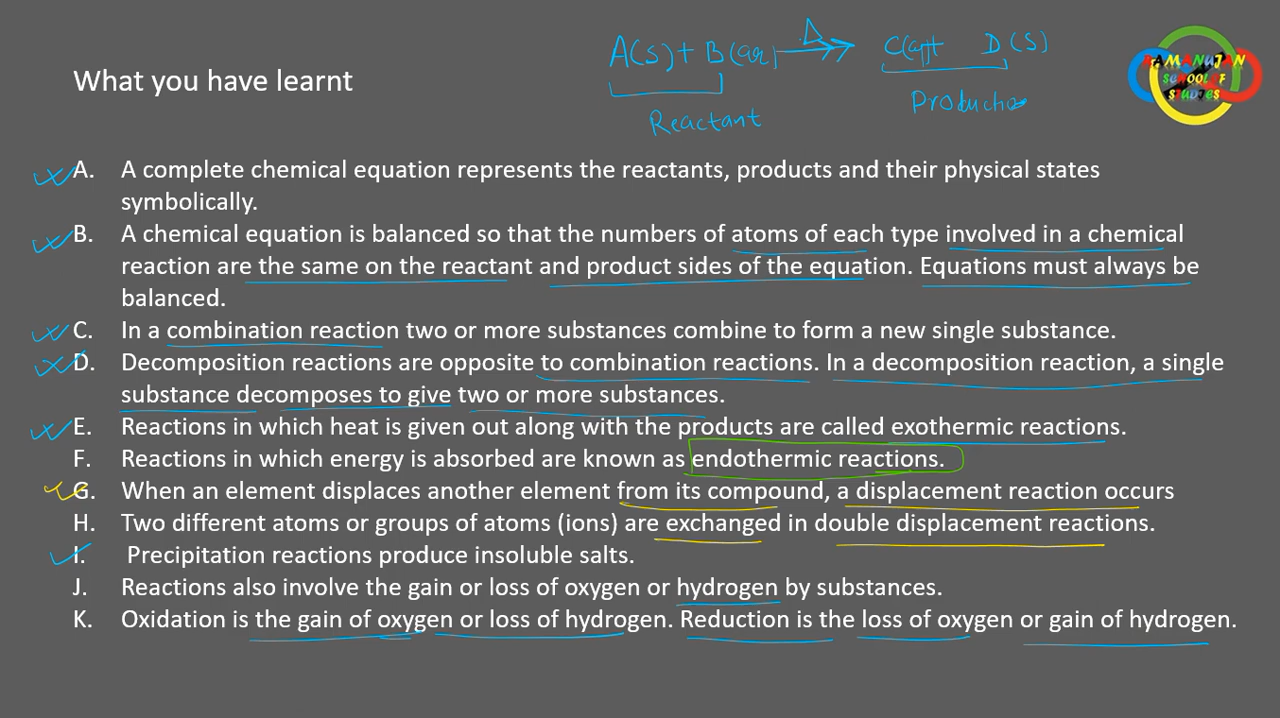 A(s) + B(aq) Δ C(aq)+ D(s)
Reactant
Products
RAMANUJAN
SCHOOL OF
STUDIES
What you have learnt
A. A complete chemical equation represents the reactants, products and their physical states
symbolically.
B. A chemical equation is balanced so that the numbers of atoms of each type involved in a chemical
reaction are the same on the reactant and product sides of the equation. Equations must always be
balanced.
C. In a combination reaction two or more substances combine to form a new single substance.
D. Decomposition reactions are opposite to combination reactions. In a decomposition reaction, a single
substance decomposes to give two or more substances.
E. Reactions in which heat is given out along with the products are called exothermic reactions.
F. Reactions in which energy is absorbed are known as endothermic reactions.
G. When an element displaces another element from its compound, a displacement reaction occurs
H. Two different atoms or groups of atoms (ions) are exchanged in double displacement reactions.
I. Precipitation reactions produce insoluble salts.
J. Reactions also involve the gain or loss of oxygen or hydrogen by substances.
K. Oxidation is the gain of oxygen or loss of hydrogen. Reduction is the loss of oxygen or gain of hydrogen.